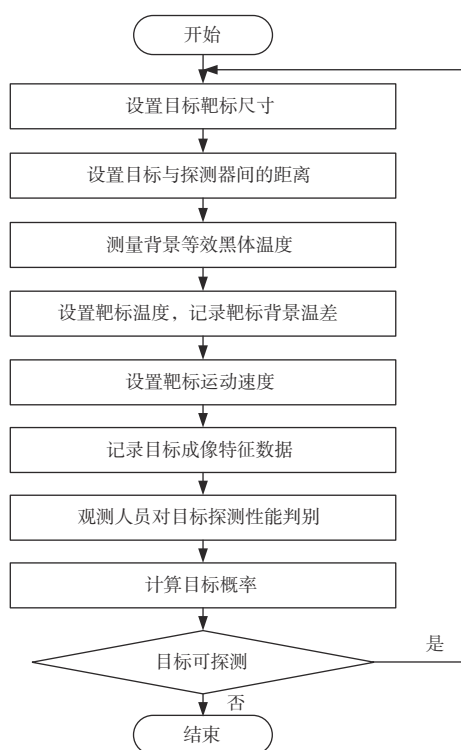 开始
设置目标靶标尺寸
设置目标与探测器间的距离
测量背景等效黑体温度
设置靶标温度，记录靶标背景温差
设置靶标运动速度
记录目标成像特征数据
观测人员对目标探测性能判别
计算目标概率
目标可探测
是
否
结束